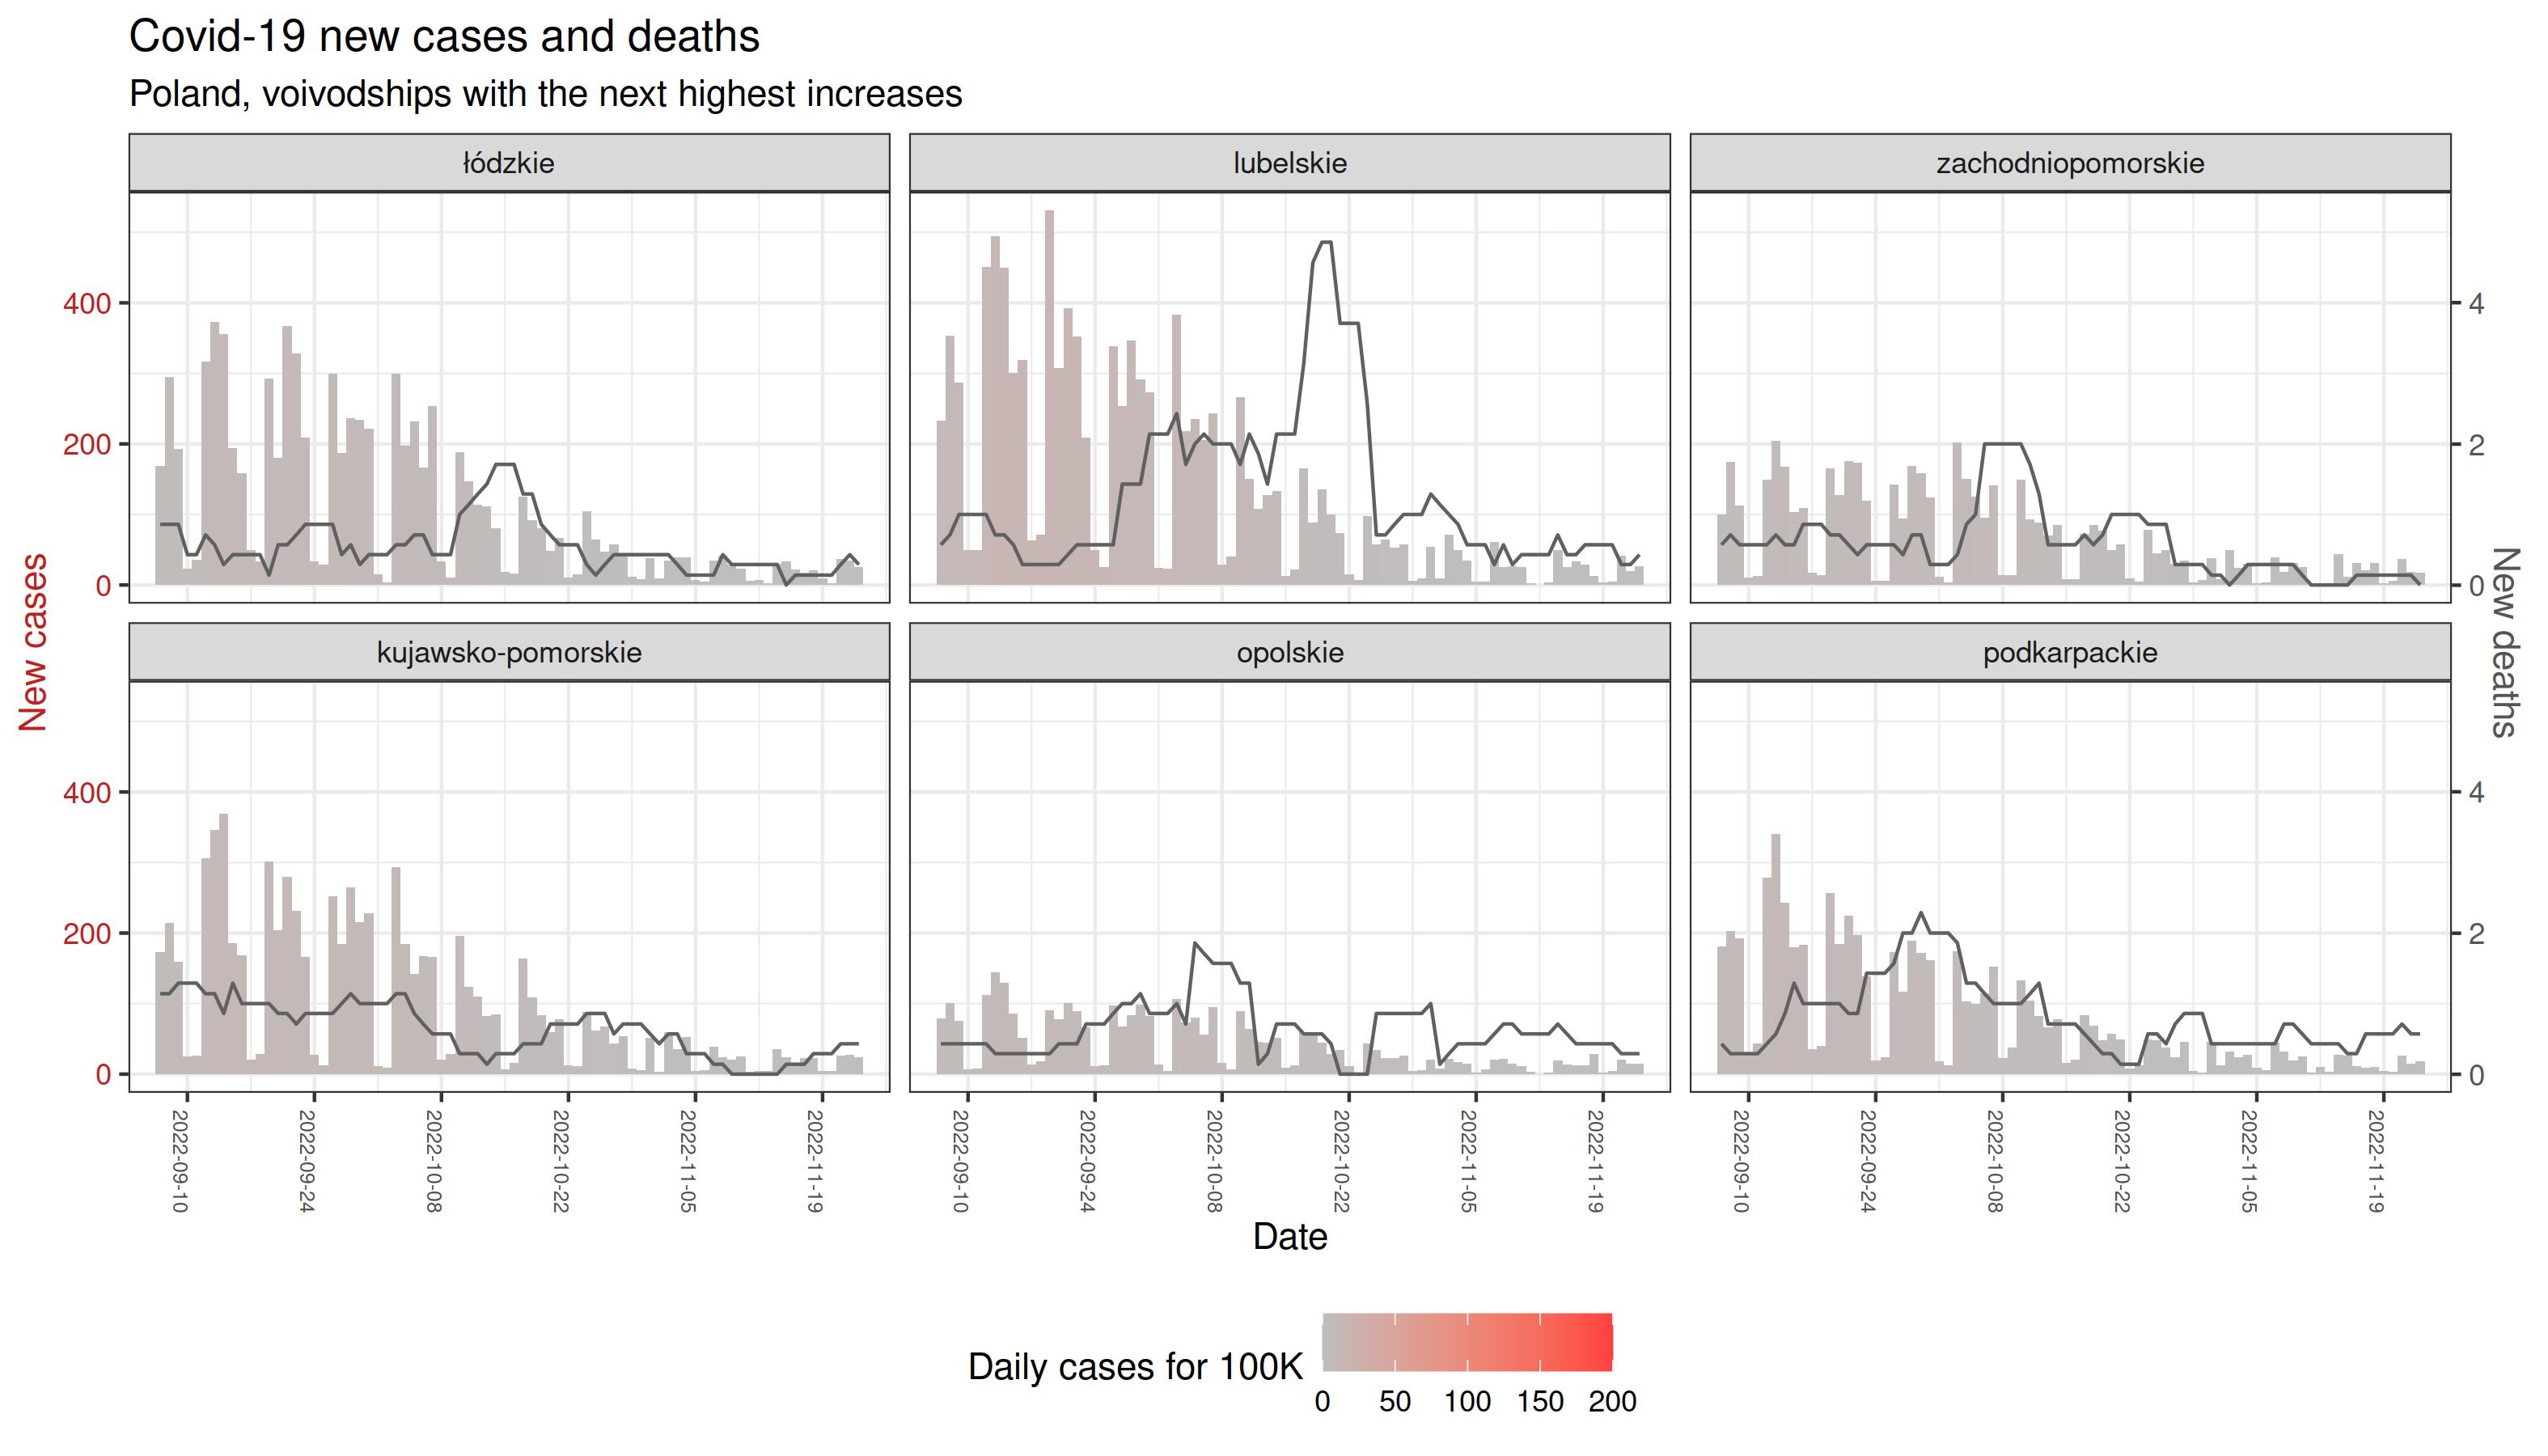 Covid-19 new cases and deaths
Poland, voivodships with the next highest increases
łódzkie
lubelskie
zachodniopomorskie
400
200
0
4
2
0
New cases
New deaths
kujawsko-pomorskie
opolskie
podkarpackie
400
200
0
4
2
0
2022-09-10
2022-09-24
2022-10-08
2022-10-22
2022-11-05
2022-11-19
2022-09-10
2022-09-24
2022-10-08
2022-10-22
2022-11-05
2022-11-19
2022-09-10
2022-09-24
2022-10-08
2022-10-22
2022-11-05
2022-11-19
Date
Daily cases for 100K
0 50 100 150 200